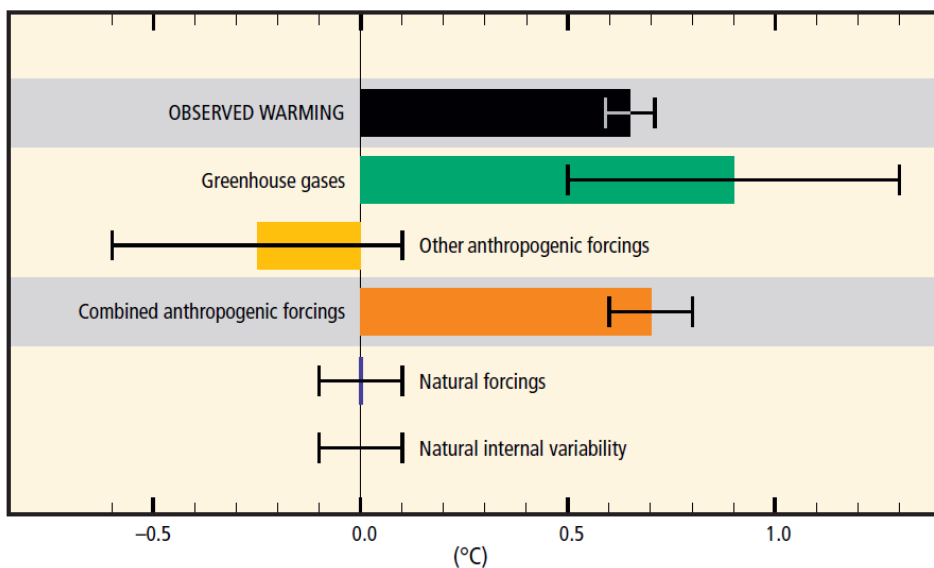 OBSERVED WARMING
Greenhouse gases
Other anthropogenic forcings
Combined anthropogenic forcings
Natural forcings
Natural internal variability
–0.5 0.0 0.5 1.0
(°C)